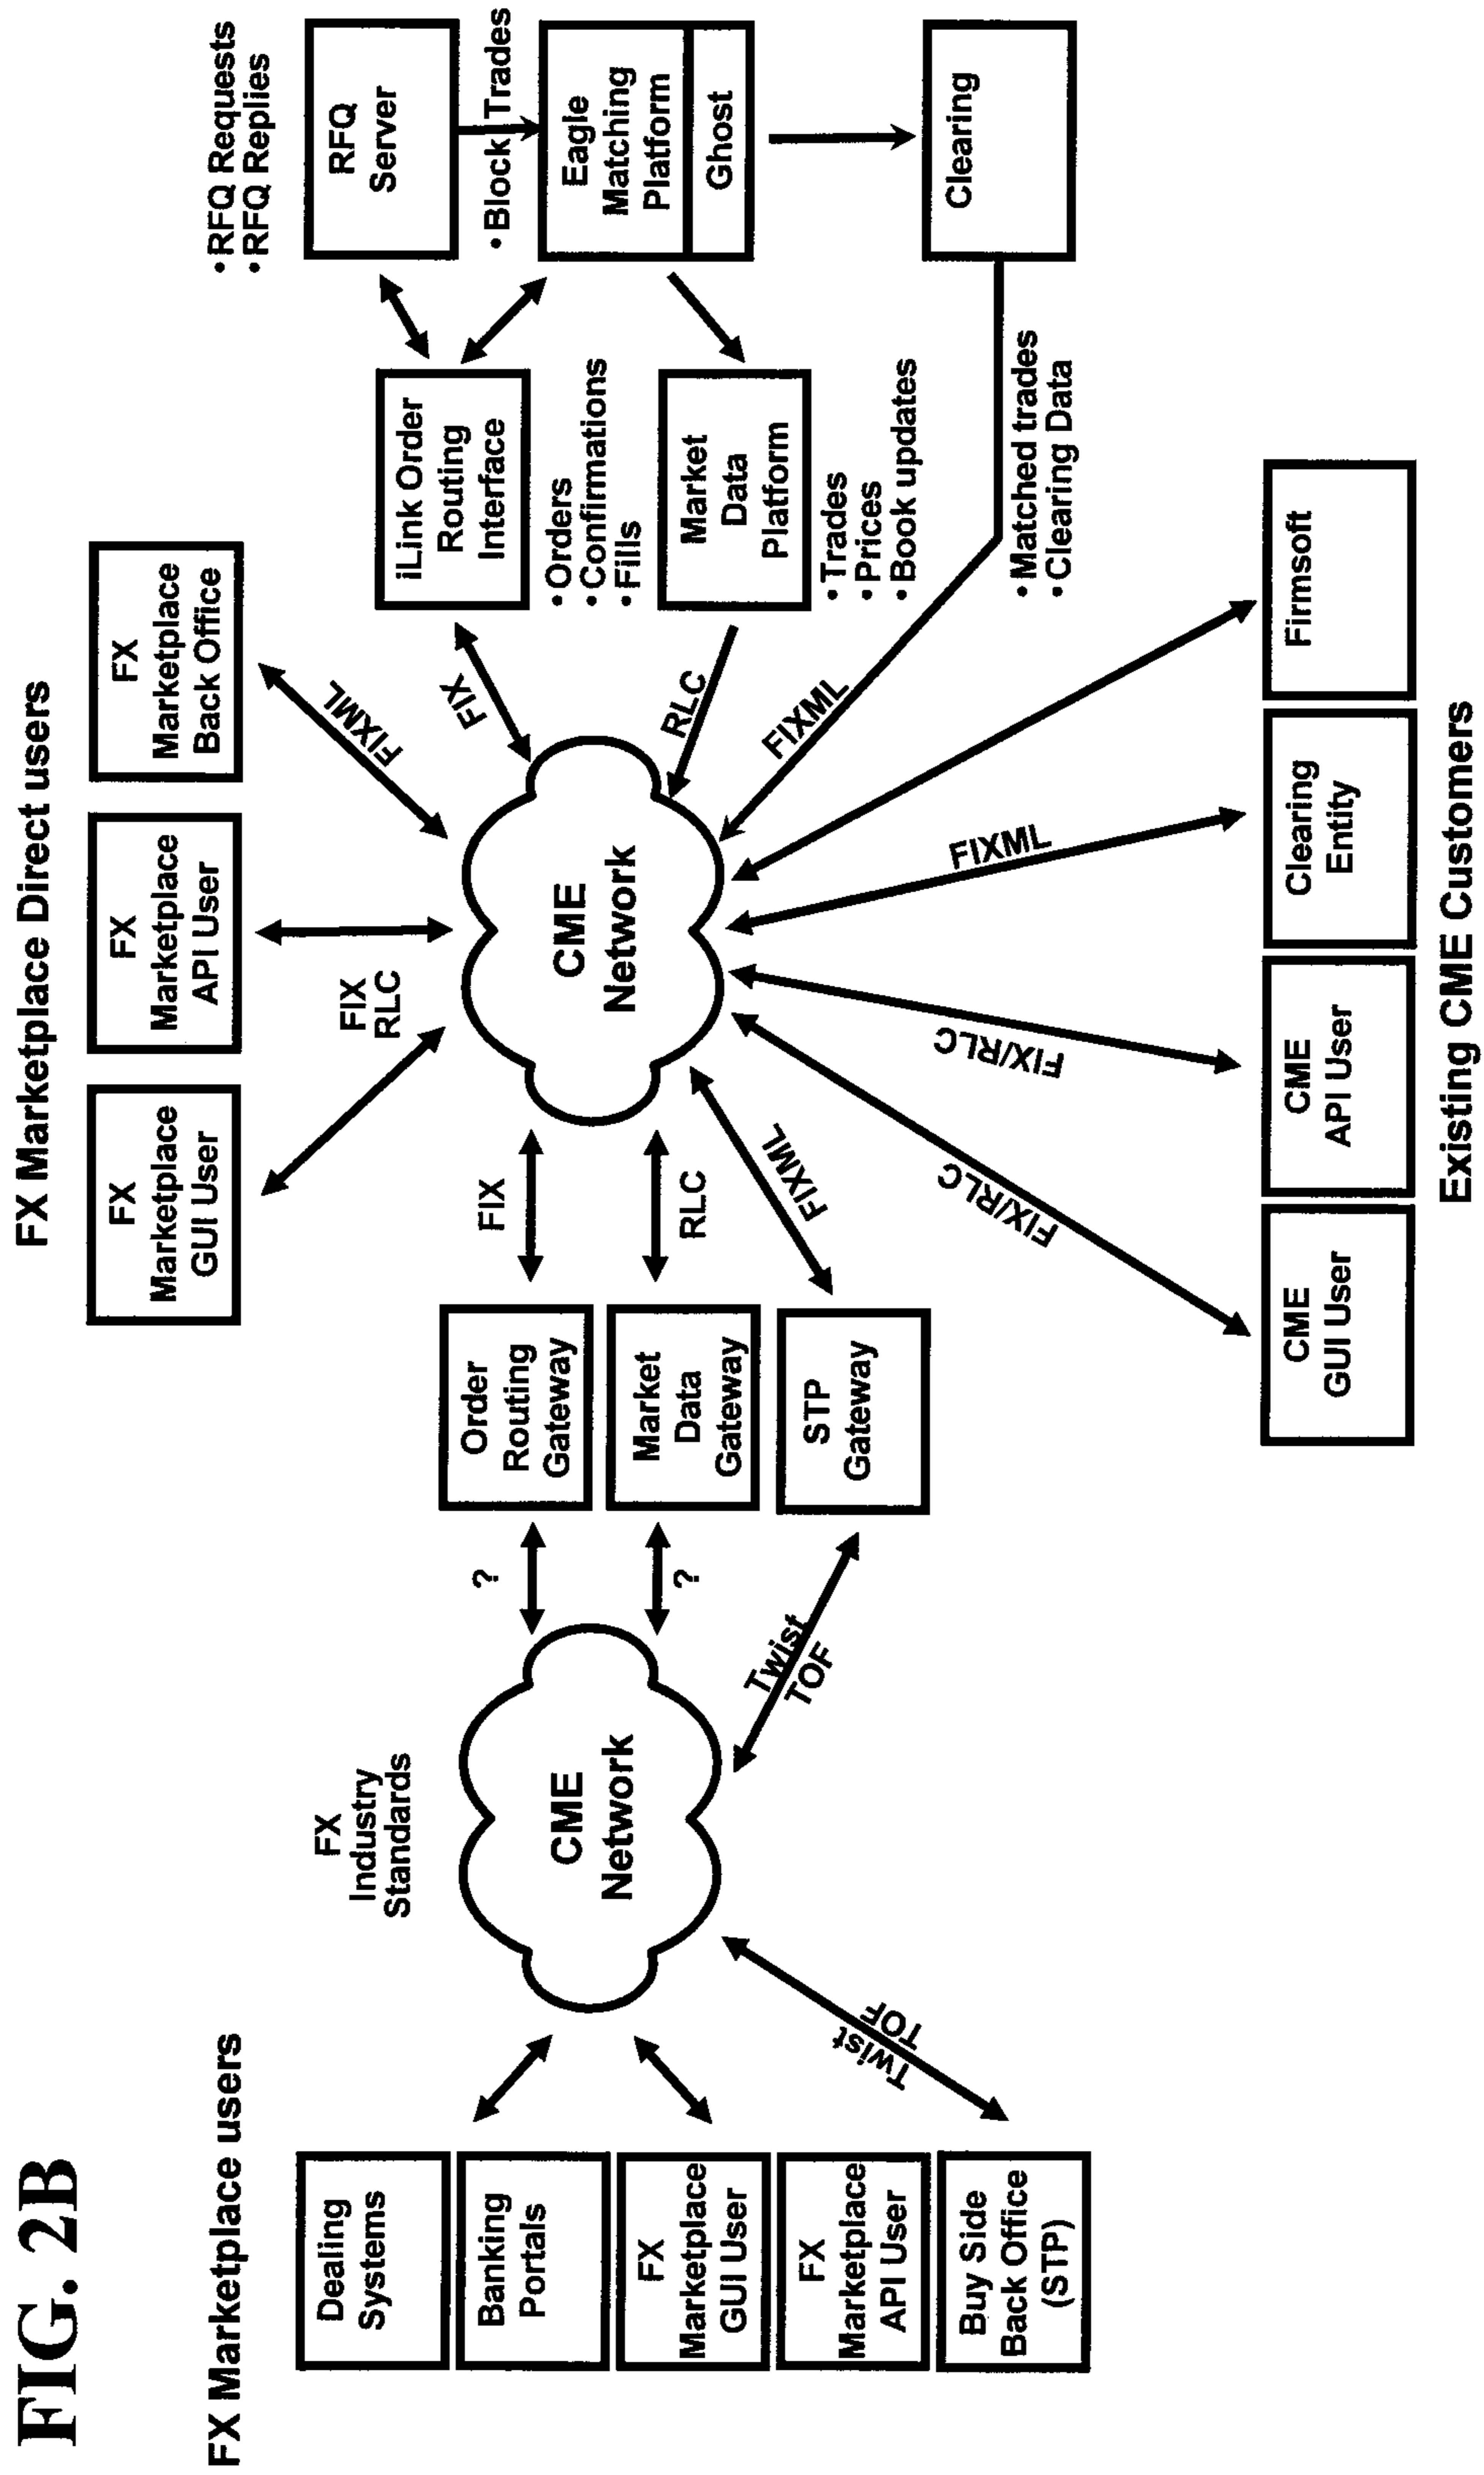 FIG. 2B
FX Marketplace users
Dealing
Systems
Banking
Portals
FX
Marketplace
GUI User
FX
Marketplace
API User
Buy Side
Back Office
(STP)
Twist
TOF
FX
Industry
Standards
CME
Network
?
?
Twist
TOF
Order
Routing
Gateway
Market
Data
Gateway
STP
Gateway
FIX
RLC
FIXML
FX Marketplace Direct users
FX
Marketplace
GUI User
FX
Marketplace
API User
FX
Marketplace
Back Office
FIX
RLC
FIXML
CME
Network
FIX
RLC
FIXML
iLink Order
Routing
Interface
•Orders
•Confirmations
•Fills
Market
Data
Platform
•Trades
•Prices
•Book updates
•RFQ Requests
•RFQ Replies
RFQ
Server
•Block Trades
Eagle
Matching
Platform
Ghost
Clearing
•Matched trades
•Clearing Data
FIX/RLC
FIX/RLC
FIXML
CME
GUI User
CME
API User
Clearing
Entity
Firmsoft
Existing CME Customers